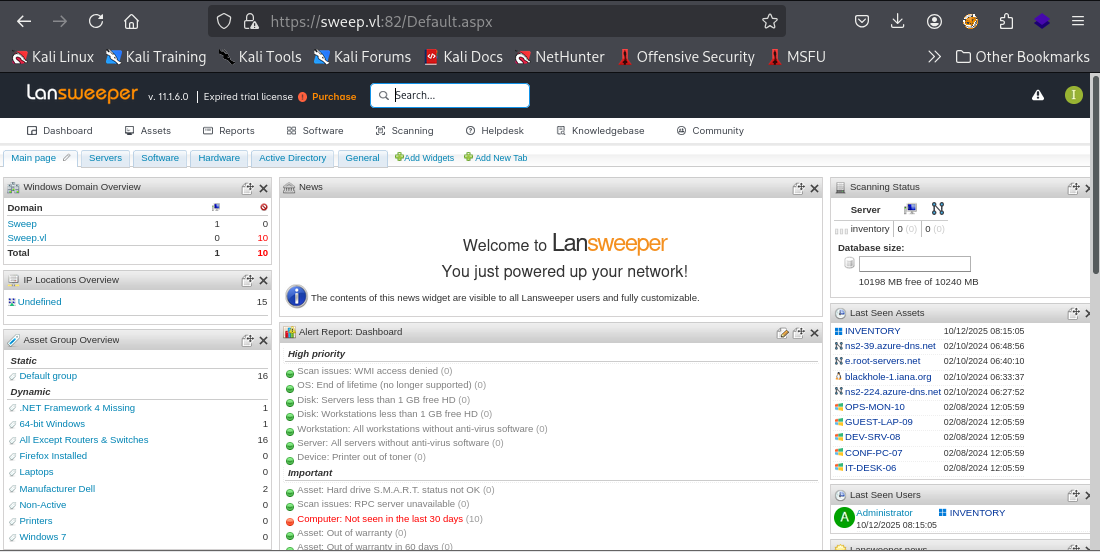 https://sweep.vl:82/Default.aspx
Kali Linux Kali Training Kali Tools Kali Forums Kali Docs NetHunter Offensive Security MSFU Other Bookmarks
Lansweeper v. 11.1.6.0 Expired trial license Purchase Search... I
Dashboard Assets Reports Software Scanning Helpdesk Knowledgebase Community
Main page Servers Software Hardware Active Directory General Add Widgets Add New Tab
Windows Domain Overview
Domain
Sweep 1 0
Sweep.vl 0 10
Total 1 10
IP Locations Overview
Undefined 15
Asset Group Overview
Static
Default group 16
Dynamic
.NET Framework 4 Missing 1
64-bit Windows 1
All Except Routers & Switches 16
Firefox Installed 0
Laptops 0
Manufacturer Dell 2
Non-Active 0
Printers 0
Windows 7 0
News
Welcome to Lansweeper
You just powered up your network!
The contents of this news widget are visible to all Lansweeper users and fully customizable.
Alert Report: Dashboard
High priority
Scan issues: WMI access denied (0)
OS: End of lifetime (no longer supported) (0)
Disk: Servers less than 1 GB free HD (0)
Disk: Workstations less than 1 GB free HD (0)
Workstation: All workstations without anti-virus software (0)
Server: All servers without anti-virus software (0)
Device: Printer out of toner (0)
Important
Asset: Hard drive S.M.A.R.T. status not OK (0)
Scan issues: RPC server unavailable (0)
Computer: Not seen in the last 30 days (10)
Asset: Out of warranty (0)
Asset: Out of warranty in 60 days (0)
Scanning Status
Server
inventory 0 (0) 0 (0)
Database size:
10198 MB free of 10240 MB
Last Seen Assets
INVENTORY 10/12/2025 08:15:05
ns2-39.azure-dns.net 02/10/2024 06:48:56
e.root-servers.net 02/10/2024 06:40:10
blackhole-1.iana.org 02/10/2024 06:33:37
ns2-224.azure-dns.net 02/10/2024 06:27:52
OPS-MON-10 02/08/2024 12:05:59
GUEST-LAP-09 02/08/2024 12:05:59
DEV-SRV-08 02/08/2024 12:05:59
CONF-PC-07 02/08/2024 12:05:59
IT-DESK-06 02/08/2024 12:05:59
Last Seen Users
A Administrator INVENTORY
10/12/2025 08:15:05
Lansweeper news